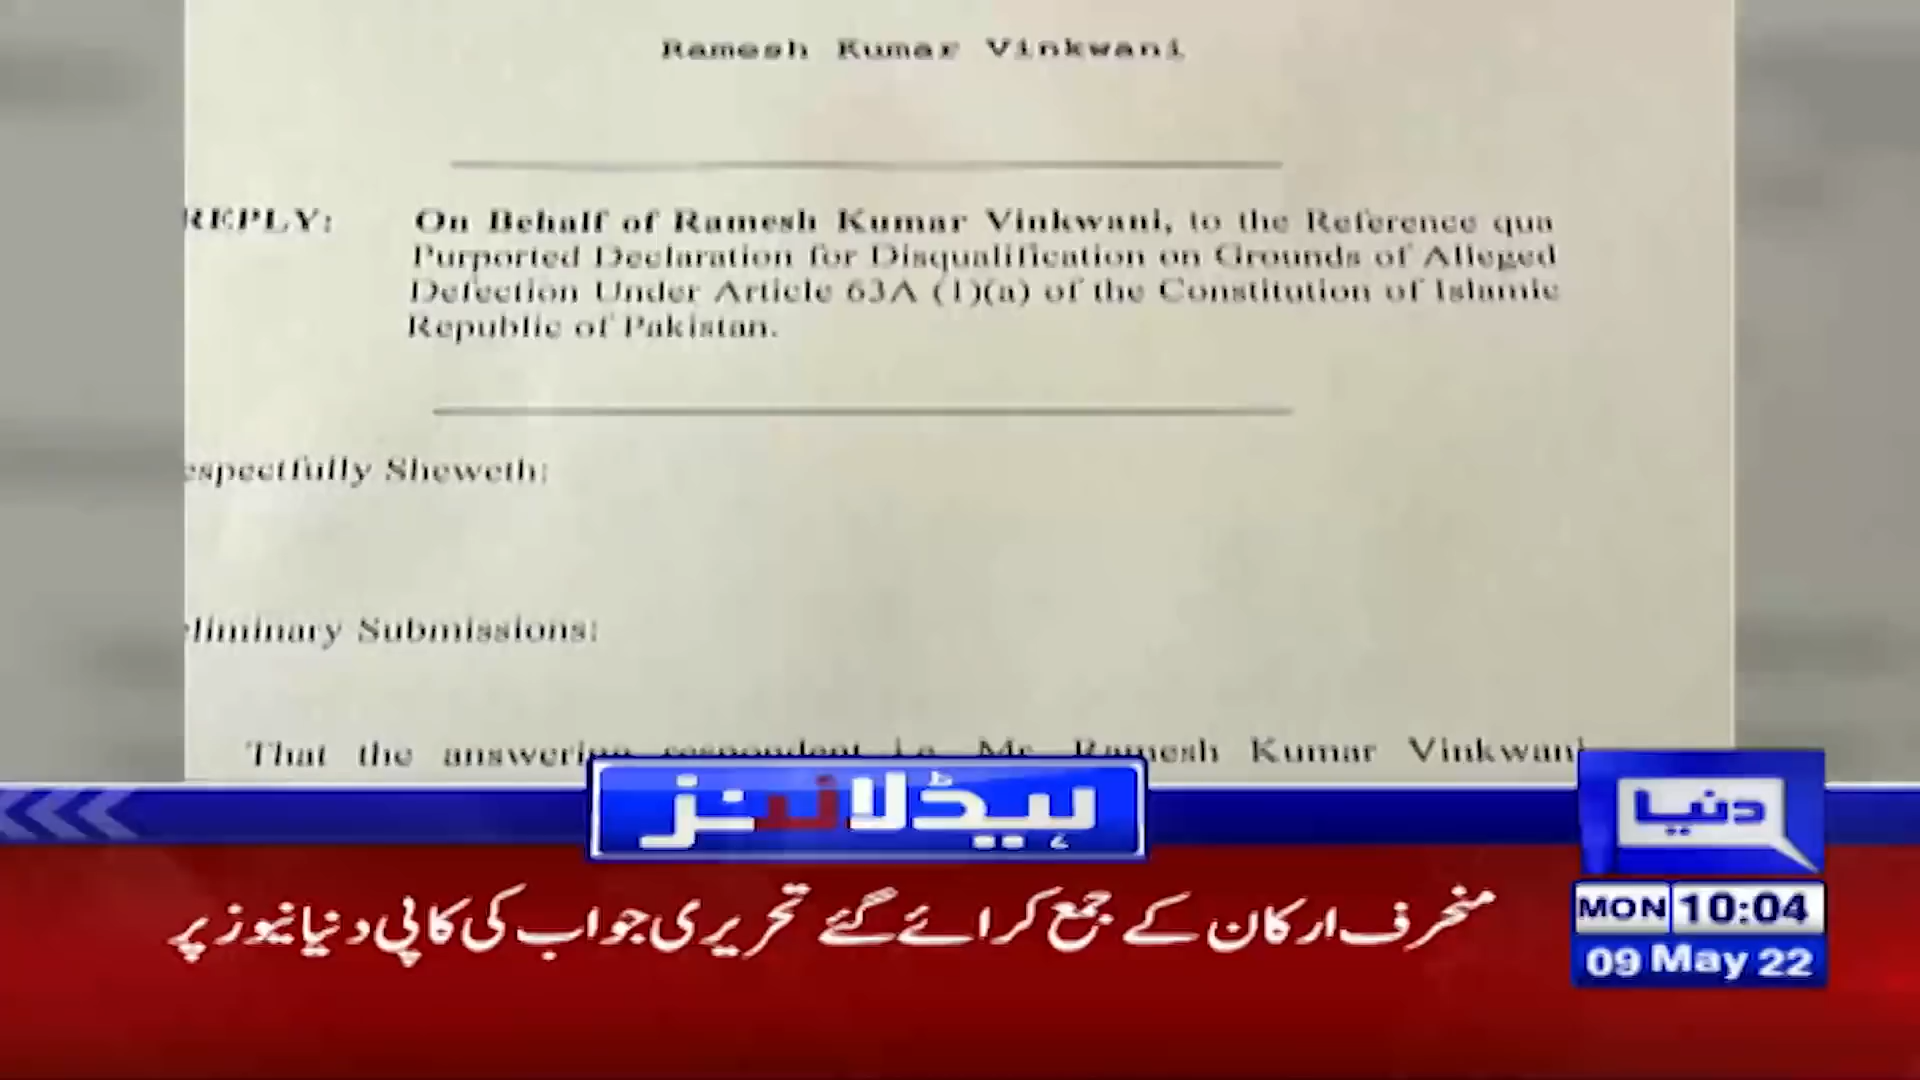 Ramesh Kumar Vinkwani
REPLY: On Behalf of Ramesh Kumar Vinkwani, to the Reference qua
Purported Declaration for Disqualification on Grounds of Alleged
Defection Under Article 63A (1)(a) of the Constitution of Islamic
Republic of Pakistan.
espectfully Sheweth:
eliminary Submissions:
That the answering respondent i.e. Mr. Ramesh Kumar Vinkwani
ہیڈلائنز
دنیا
منحرف ارکان کے جمع کرائے گئے تحریری جواب کی کاپی دنیا نیوز پر
MON 10:04
09 May 22